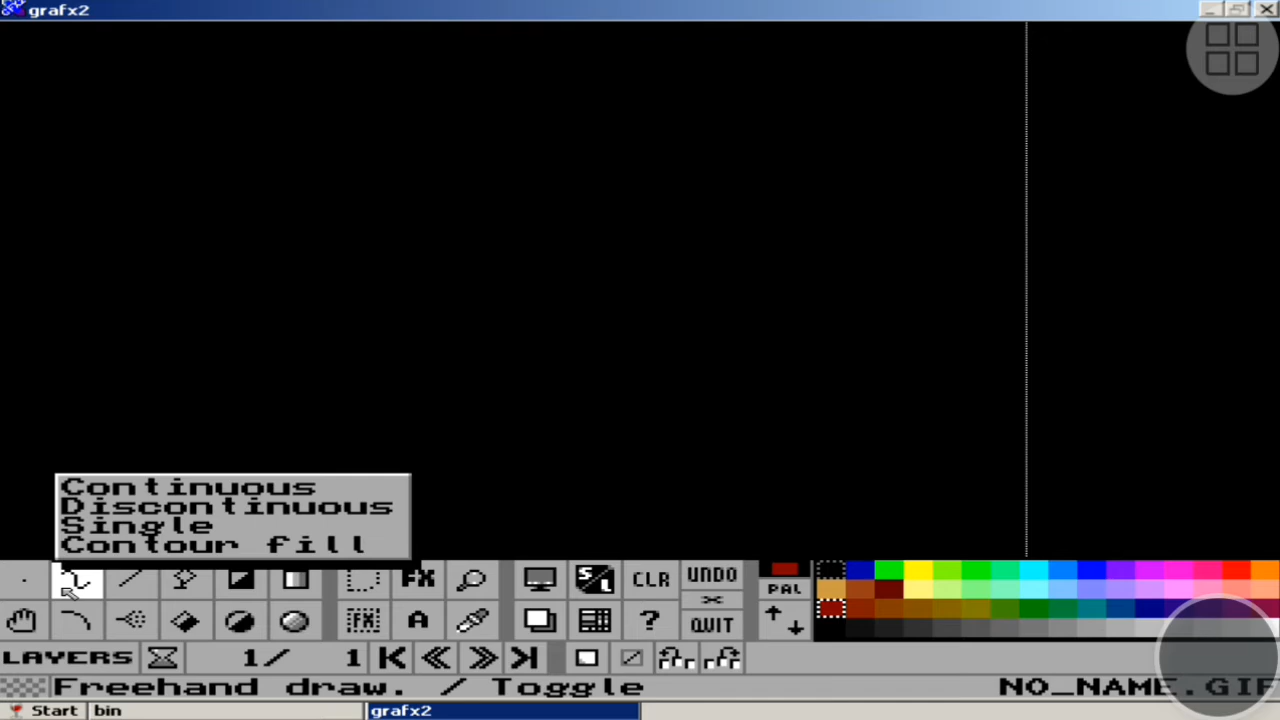 grafx2
Continuous
Discontinuous
Single
Contour fill
FX
CLR
UNDO
PAL
FX
A
?
QUIT
LAYERS 1/ 1
Freehand draw. / Toggle NO_NAME.GIF
Start bin grafx2